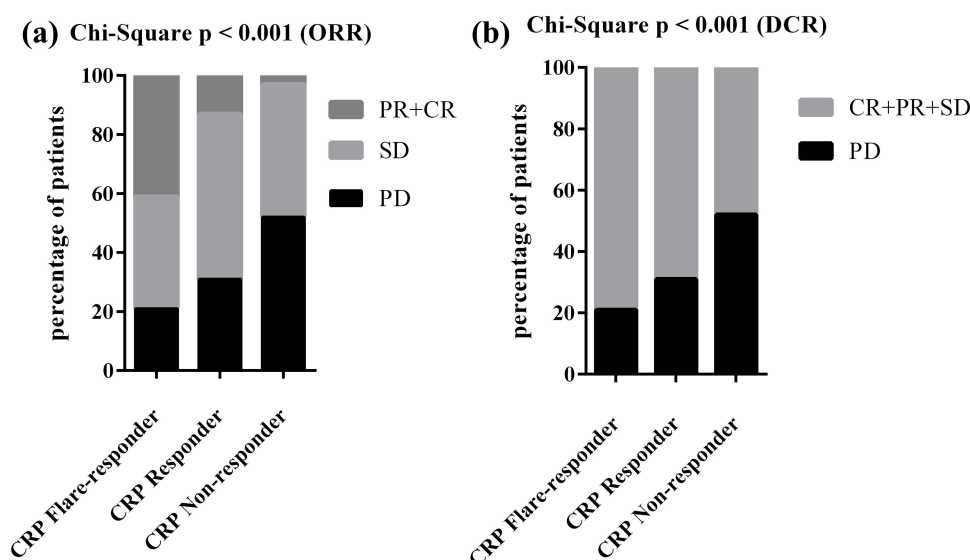 (a) Chi-Square p < 0.001 (ORR)
percentage of patients
100
80
60
40
20
0
CRP Flare-responder
CRP Responder
CRP Non-responder
PR+CR
SD
PD
(b) Chi-Square p < 0.001 (DCR)
percentage of patients
100
80
60
40
20
0
CRP Flare-responder
CRP Responder
CRP Non-responder
CR+PR+SD
PD